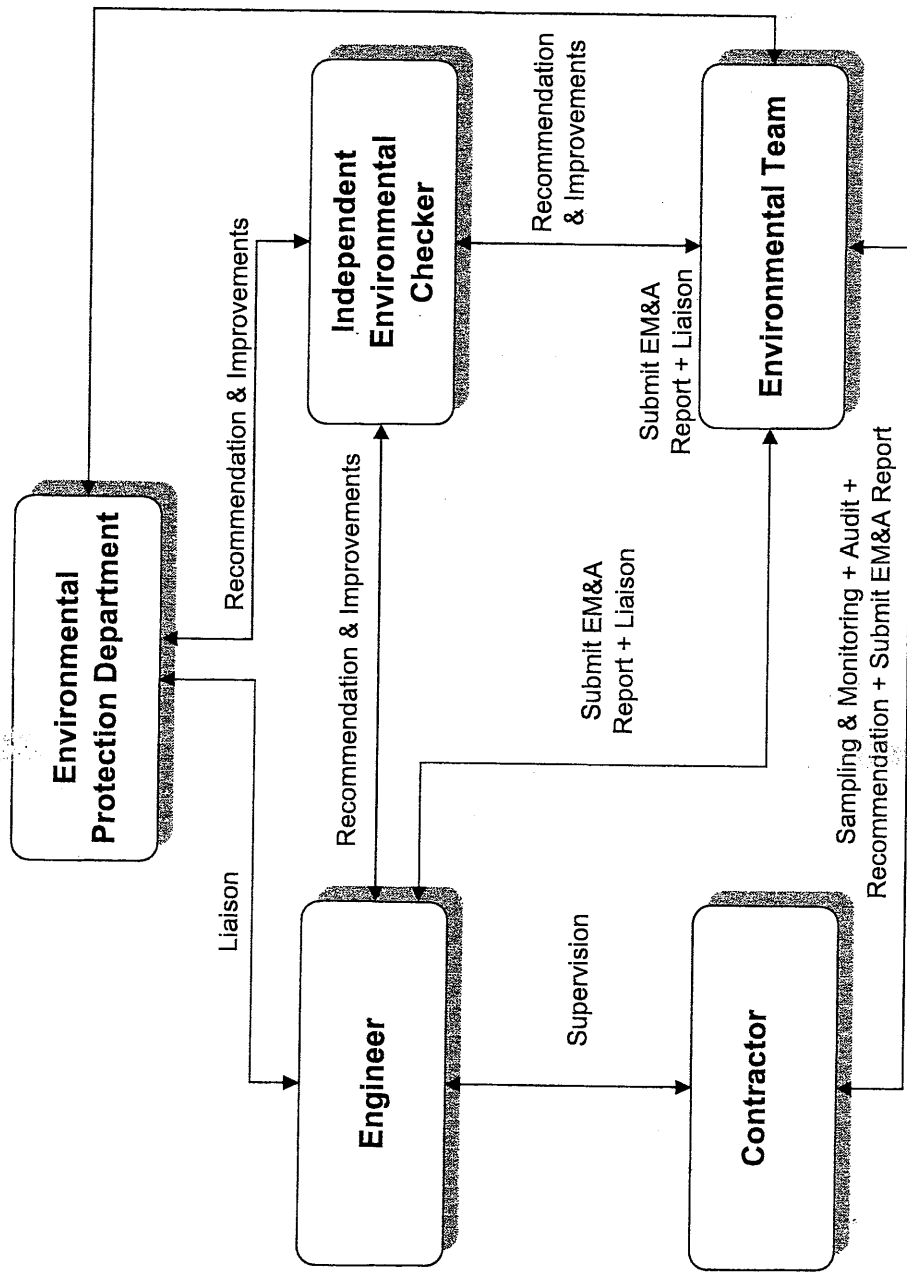 Environmental
Protection Department
Liaison
Recommendation & Improvements
Engineer
Recommendation & Improvements
Independent
Environmental
Checker
Supervision
Submit EM&A
Report + Liaison
Submit EM&A
Report + Liaison
Recommendation
& Improvements
Contractor
Environmental Team
Sampling & Monitoring + Audit +
Recommendation + Submit EM&A Report